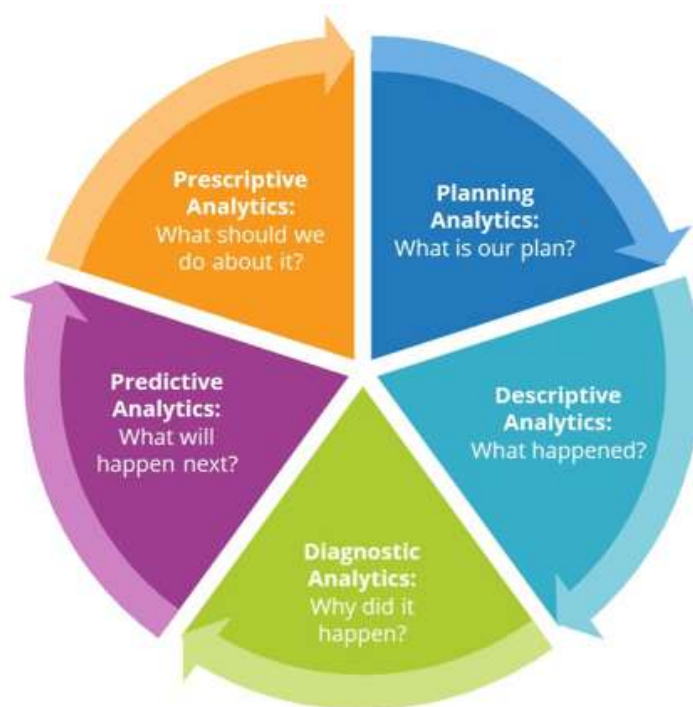 Planning
Analytics:
What is our plan?
Descriptive
Analytics:
What happened?
Diagnostic
Analytics:
Why did it
happen?
Predictive
Analytics:
What will
happen next?
Prescriptive
Analytics:
What should we
do about it?